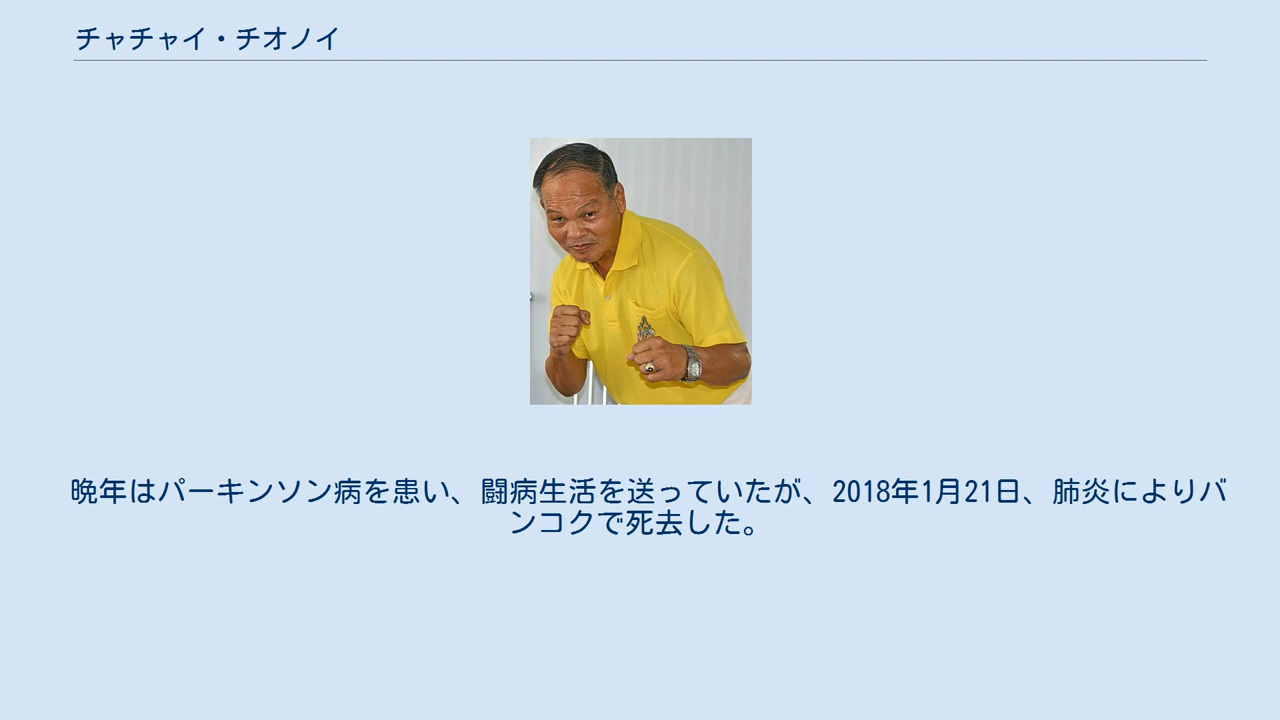 チャチャイ・チオノイ
晩年はパーキンソン病を患い、闘病生活を送っていたが、2018年1月21日、肺炎によりバ
ンコクで死去した。